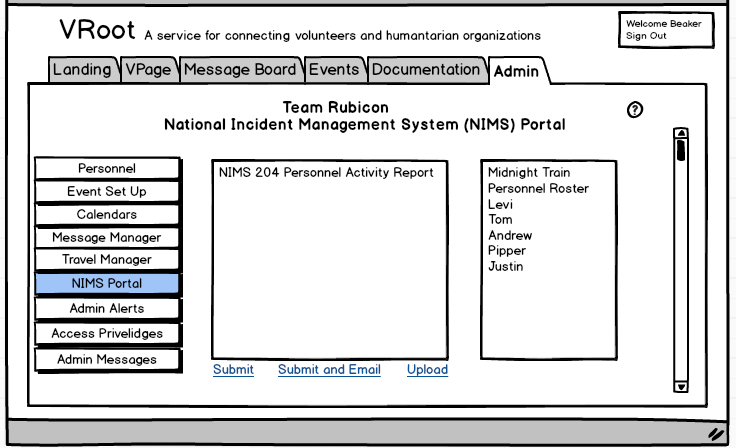 VRoot A service for connecting volunteers and humantarian organizations
Welcome Beaker
Sign Out
Landing VPage Message Board Events Documentation Admin
Team Rubicon
National Incident Management System (NIMS) Portal
?
Personnel
Event Set Up
Calendars
Message Manager
Travel Manager
NIMS Portal
Admin Alerts
Access Privelidges
Admin Messages
NIMS 204 Personnel Activity Report
Submit Submit and Email Upload
Midnight Train
Personnel Roster
Levi
Tom
Andrew
Pipper
Justin